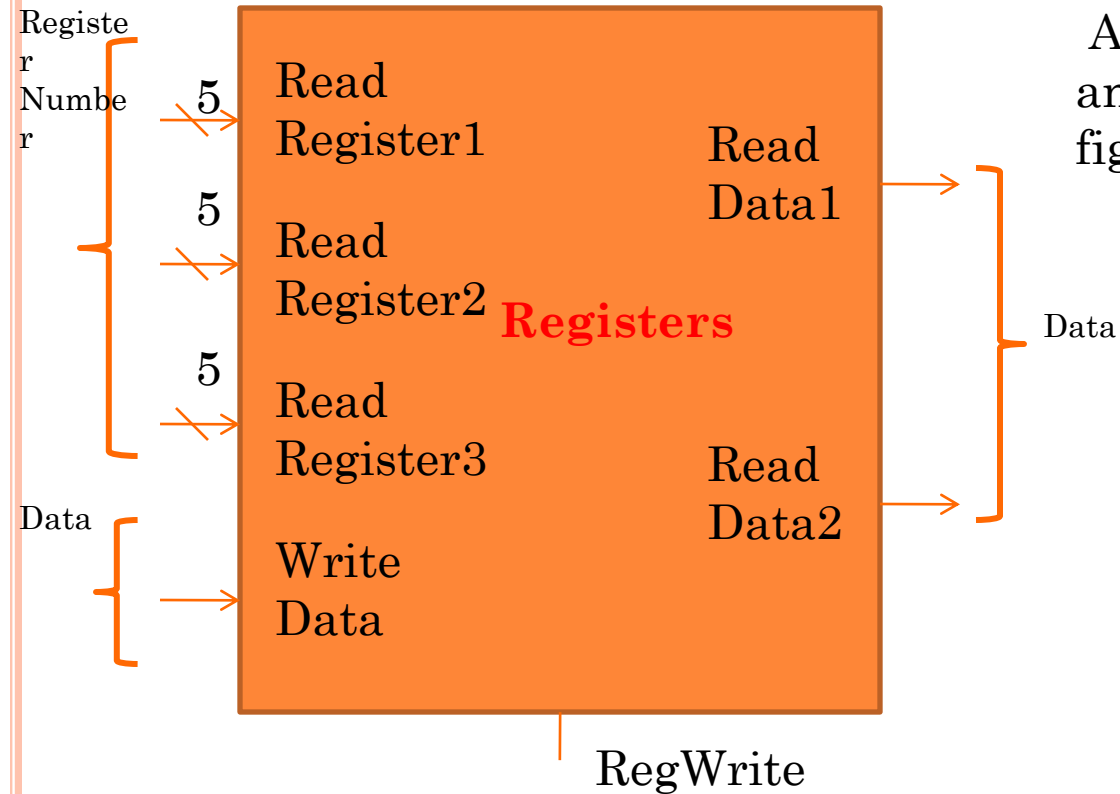 Registe
r
Numbe
r
5
Read
Register1
5
Read
Register2
5
Read
Register3
Data
Write
Data
Registers
Read
Data1
Read
Data2
Data
RegWrite
A
an
fig